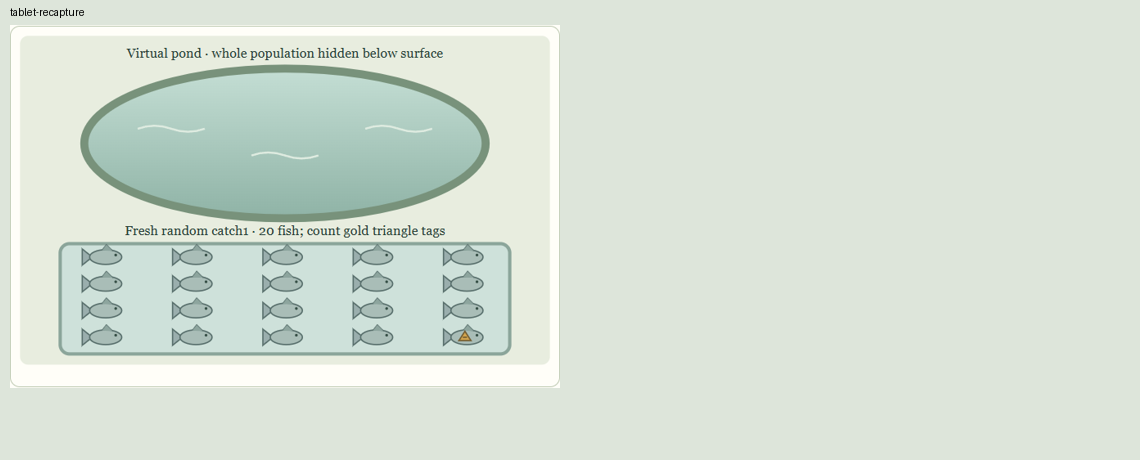 tablet-recapture
Virtual pond · whole population hidden below surface
Fresh random catch1 · 20 fish; count gold triangle tags